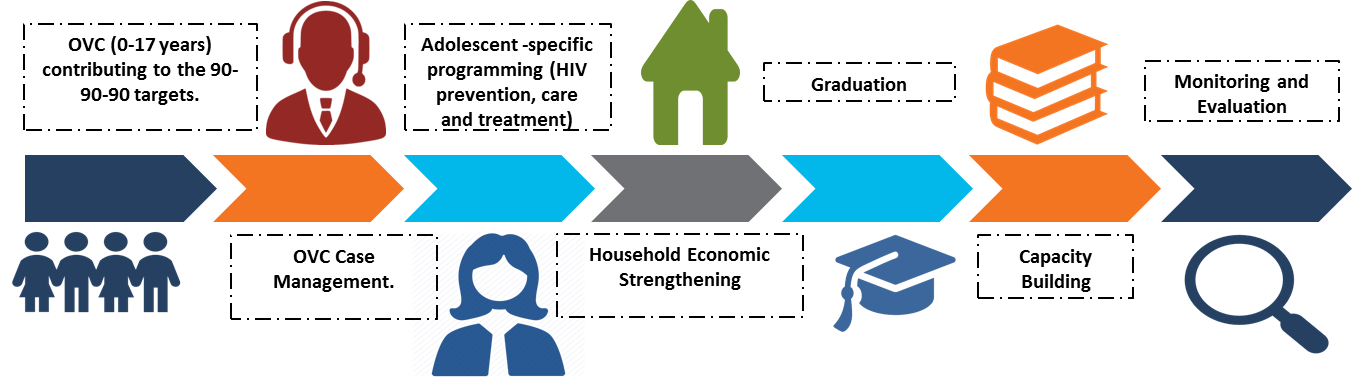 OVC (0-17 years)
contributing to the 90-
90-90 targets.
OVC Case
Management.
Adolescent -specific
programming (HIV
prevention, care
and treatment)
Household Economic
Strengthening
Graduation
Capacity
Building
Monitoring and
Evaluation